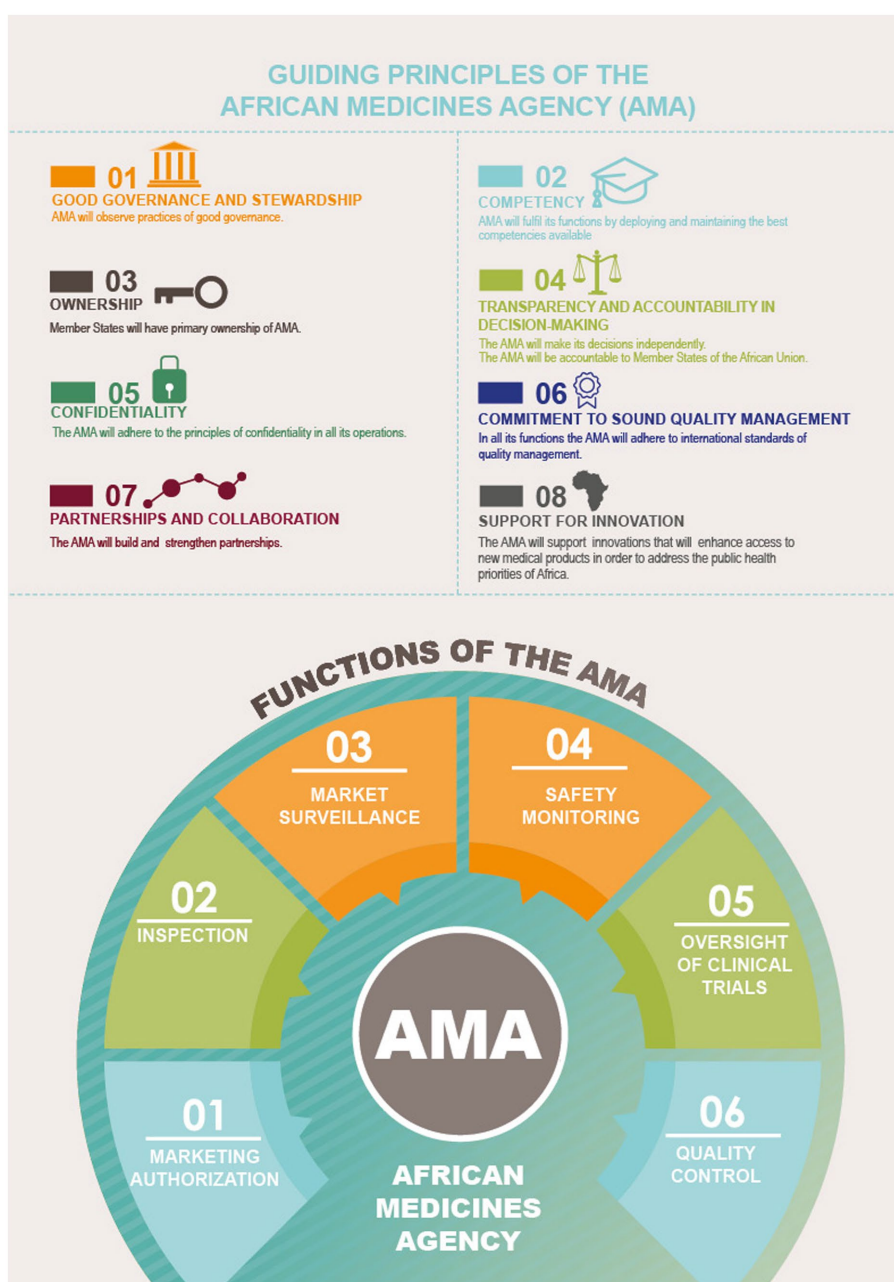 GUIDING PRINCIPLES OF THE
AFRICAN MEDICINES AGENCY (AMA)
01
GOOD GOVERNANCE AND STEWARDSHIP
AMA will observe practices of good governance.
02
COMPETENCY
AMA will fulfil its functions by deploying and maintaining the best
competencies available
03
OWNERSHIP
Member States will have primary ownership of AMA.
04
TRANSPARENCY AND ACCOUNTABILITY IN
DECISION-MAKING
The AMA will make its decisions independently.
The AMA will be accountable to Member States of the African Union.
05
CONFIDENTIALITY
The AMA will adhere to the principles of confidentiality in all its operations.
06
COMMITMENT TO SOUND QUALITY MANAGEMENT
In all its functions the AMA will adhere to international standards of
quality management.
07
PARTNERSHIPS AND COLLABORATION
The AMA will build and strengthen partnerships.
08
SUPPORT FOR INNOVATION
The AMA will support innovations that will enhance access to
new medical products in order to address the public health
priorities of Africa.
FUNCTIONS OF THE AMA
01
MARKETING
AUTHORIZATION
02
INSPECTION
03
MARKET
SURVEILLANCE
04
SAFETY
MONITORING
05
OVERSIGHT
OF CLINICAL
TRIALS
06
QUALITY
CONTROL
AMA
AFRICAN
MEDICINES
AGENCY